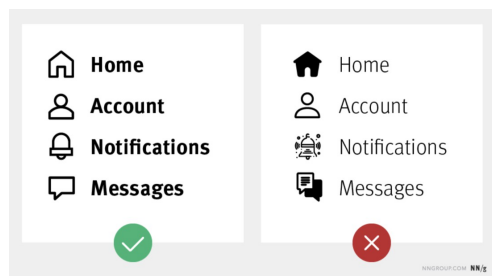 Home
Account
Notifications
Messages
Home
Account
Notifications
Messages
NNGROUP.COM NN/g